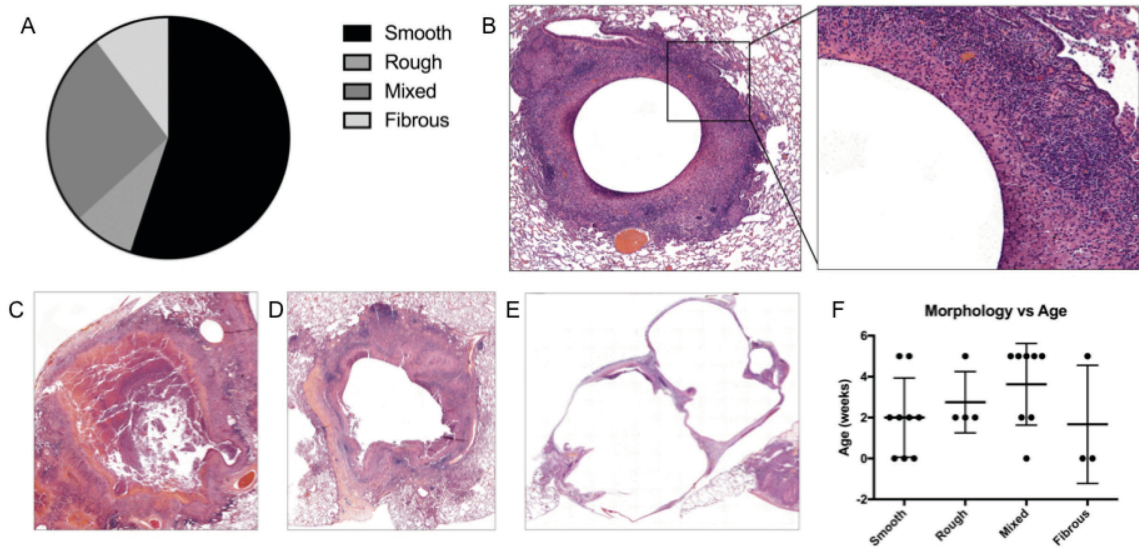 A
Smooth
Rough
Mixed
Fibrous
B
C
D
E
F
Morphology vs Age
Age (weeks)
6
4
2
0
-2
Smooth
Rough
Mixed
Fibrous